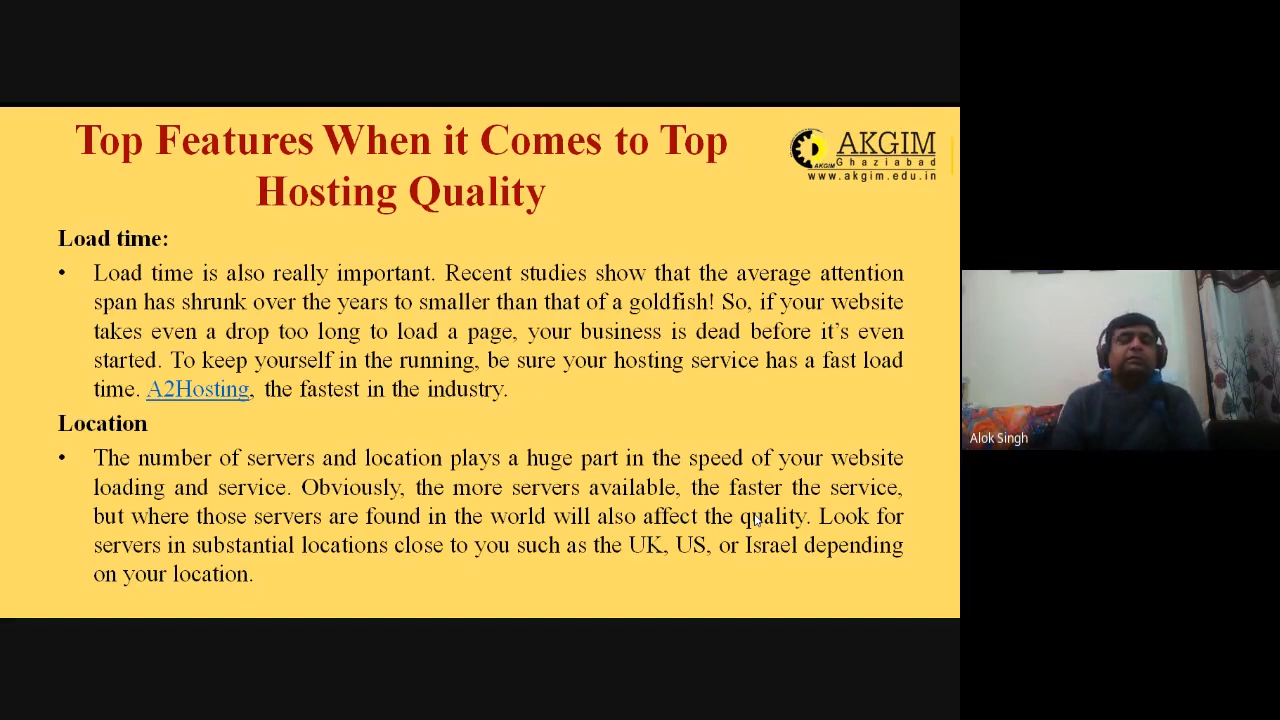 Top Features When it Comes to Top
Hosting Quality
AKGIM
Ghaziabad
www.akgim.edu.in
AKGIM
Load time:
• Load time is also really important. Recent studies show that the average attention
span has shrunk over the years to smaller than that of a goldfish! So, if your website
takes even a drop too long to load a page, your business is dead before it’s even
started. To keep yourself in the running, be sure your hosting service has a fast load
time. A2Hosting, the fastest in the industry.
Location
• The number of servers and location plays a huge part in the speed of your website
loading and service. Obviously, the more servers available, the faster the service,
but where those servers are found in the world will also affect the quality. Look for
servers in substantial locations close to you such as the UK, US, or Israel depending
on your location.
Alok Singh